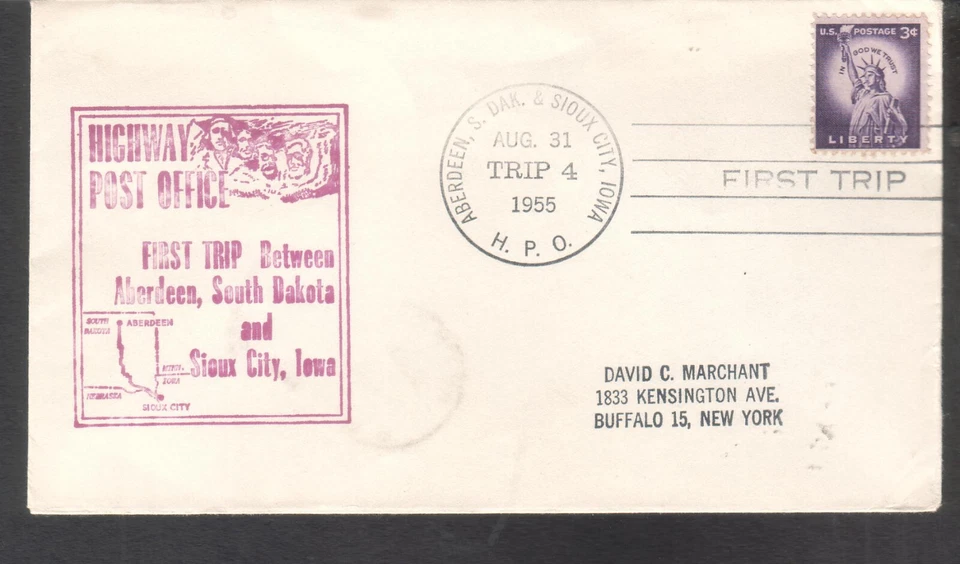 HIGHWAY
POST OFFICE
FIRST TRIP Between
Aberdeen, South Dakota
and
Sioux City, Iowa
SOUTH
DAKOTA
ABERDEEN
MINN.
IOWA
NEBRASKA
SIOUX CITY
ABERDEEN, S. DAK. & SIOUX CITY, IOWA
AUG. 31
TRIP 4
1955
H. P. O.
U.S. POSTAGE 3¢
IN GOD WE TRUST
LIBERTY
FIRST TRIP
DAVID C. MARCHANT
1833 KENSINGTON AVE.
BUFFALO 15, NEW YORK